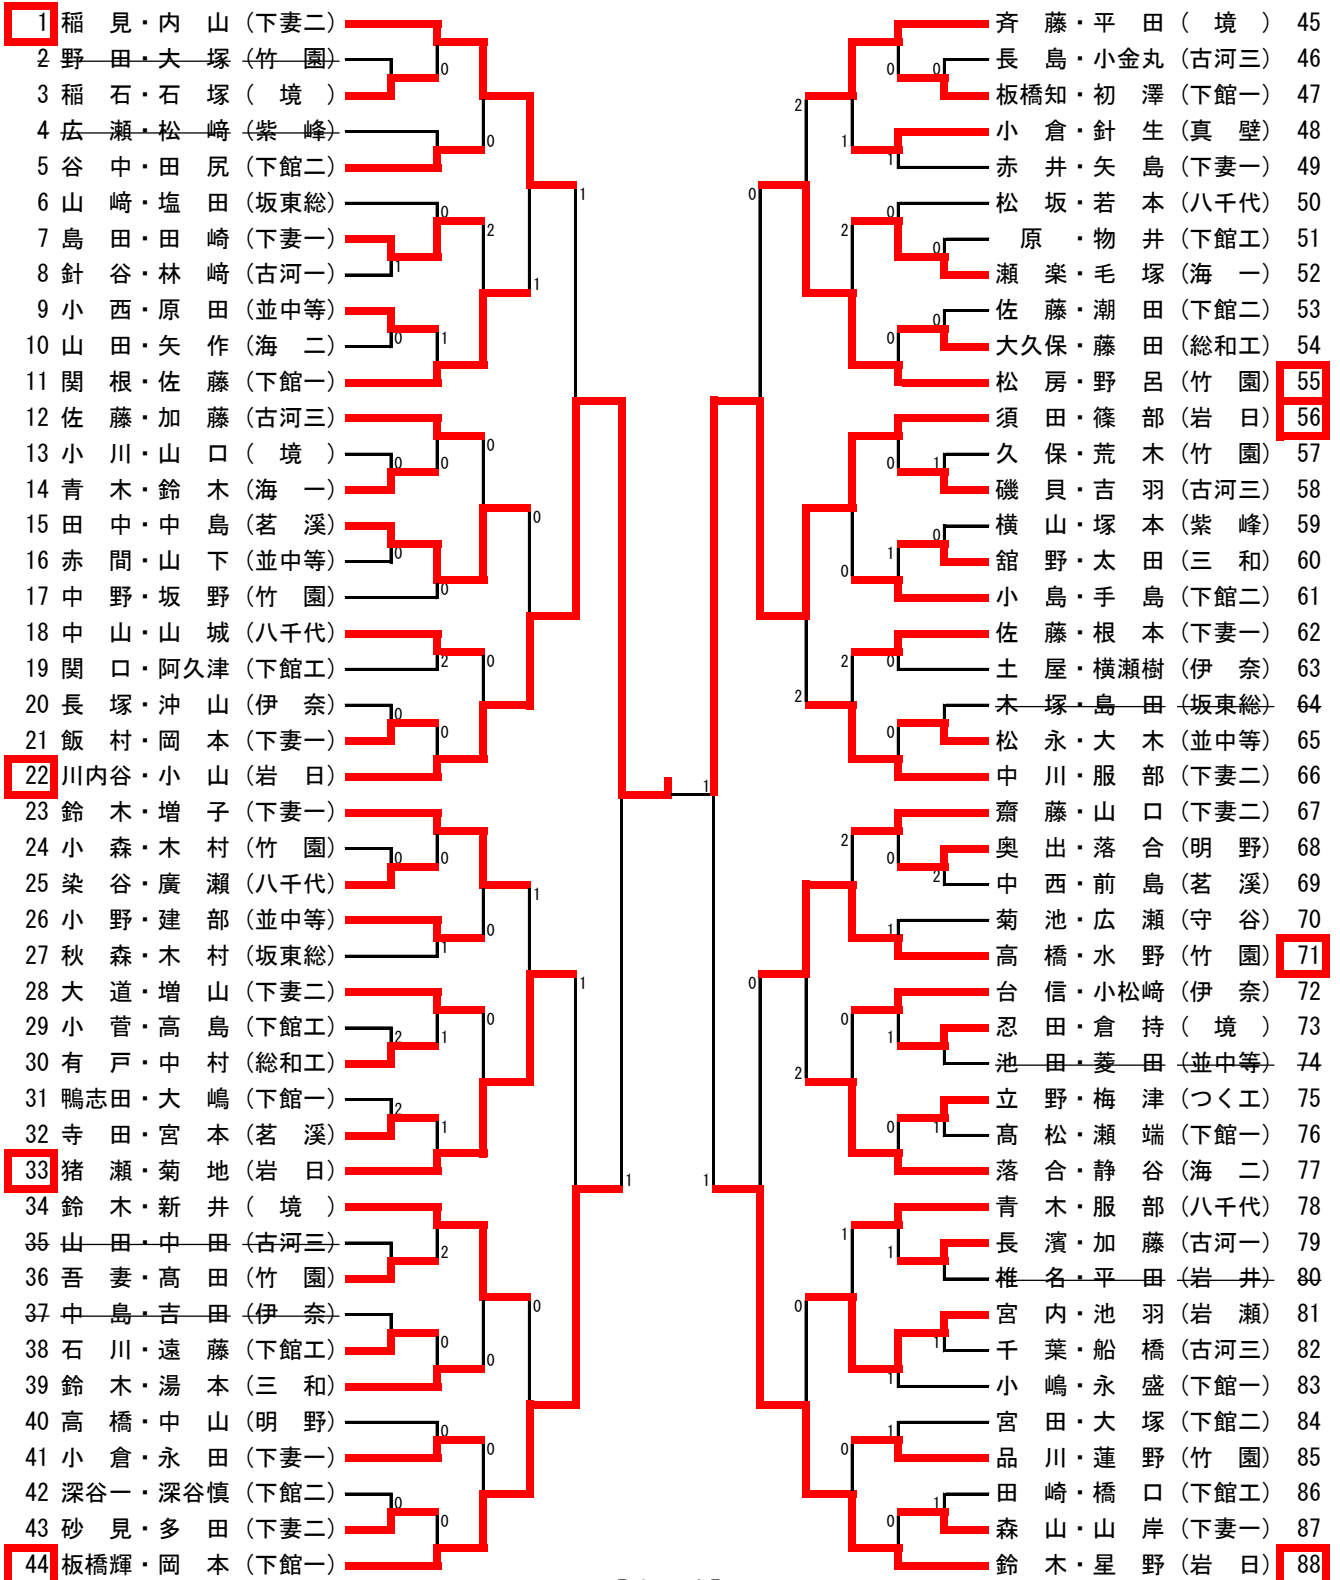 1 稲　見・内　山 (下妻二)
2 野　田・大　塚 (竹　園)
3 稲　石・石　塚 (　境　)
4 広　瀬・松　﨑 (紫　峰)
5 谷　中・田　尻 (下館二)
6 山　﨑・塩　田 (坂東総)
7 島　田・田　崎 (下妻一)
8 針　谷・林　﨑 (古河一)
9 小　西・原　田 (並中等)
10 山　田・矢　作 (海　二)
11 関　根・佐　藤 (下館一)
12 佐　藤・加　藤 (古河三)
13 小　川・山　口 (　境　)
14 青　木・鈴　木 (海　一)
15 田　中・中　島 (茗　溪)
16 赤　間・山　下 (並中等)
17 中　野・坂　野 (竹　園)
18 中　山・山　城 (八千代)
19 関　口・阿久津 (下館工)
20 長　塚・沖　山 (伊　奈)
21 飯　村・岡　本 (下妻一)
22 川内谷・小　山 (岩　日)
23 鈴　木・増　子 (下妻一)
24 小　森・木　村 (竹　園)
25 染　谷・廣　瀬 (八千代)
26 小　野・建　部 (並中等)
27 秋　森・木　村 (坂東総)
28 大　道・増　山 (下妻二)
29 小　菅・高　島 (下館工)
30 有　戸・中　村 (総和工)
31 鴨志田・大　嶋 (下館一)
32 寺　田・宮　本 (茗　溪)
33 猪　瀬・菊　地 (岩　日)
34 鈴　木・新　井 (　境　)
35 山　田・中　田 (古河三)
36 吾　妻・髙　田 (竹　園)
37 中　島・吉　田 (伊　奈)
38 石　川・遠　藤 (下館工)
39 鈴　木・湯　本 (三　和)
40 高　橋・中　山 (明　野)
41 小　倉・永　田 (下妻一)
42 深谷一・深谷慎 (下館二)
43 砂　見・多　田 (下妻二)
44 板橋輝・岡　本 (下館一)
斉　藤・平　田 (　境　) 45
長　島・小金丸 (古河三) 46
板橋知・初　澤 (下館一) 47
小　倉・針　生 (真　壁) 48
赤　井・矢　島 (下妻一) 49
松　坂・若　本 (八千代) 50
原　・物　井 (下館工) 51
瀬　楽・毛　塚 (海　一) 52
佐　藤・潮　田 (下館二) 53
大久保・藤　田 (総和工) 54
松　房・野　呂 (竹　園) 55
須　田・篠　部 (岩　日) 56
久　保・荒　木 (竹　園) 57
磯　貝・吉　羽 (古河三) 58
横　山・塚　本 (紫　峰) 59
舘　野・太　田 (三　和) 60
小　島・手　島 (下館二) 61
佐　藤・根　本 (下妻一) 62
土　屋・横瀬樹 (伊　奈) 63
木　塚・島　田 (坂東総) 64
松　永・大　木 (並中等) 65
中　川・服　部 (下妻二) 66
齋　藤・山　口 (下妻二) 67
奥　出・落　合 (明　野) 68
中　西・前　島 (茗　溪) 69
菊　池・広　瀬 (守　谷) 70
高　橋・水　野 (竹　園) 71
台　信・小松﨑 (伊　奈) 72
忍　田・倉　持 (　境　) 73
池　田・菱　田 (並中等) 74
立　野・梅　津 (つく工) 75
髙　松・瀬　端 (下館一) 76
落　合・静　谷 (海　二) 77
青　木・服　部 (八千代) 78
長　濱・加　藤 (古河一) 79
椎　名・平　田 (岩　井) 80
宮　内・池　羽 (岩　瀬) 81
千　葉・船　橋 (古河三) 82
小　嶋・永　盛 (下館一) 83
宮　田・大　塚 (下館二) 84
品　川・蓮　野 (竹　園) 85
田　崎・橋　口 (下館工) 86
森　山・山　岸 (下妻一) 87
鈴　木・星　野 (岩　日) 88